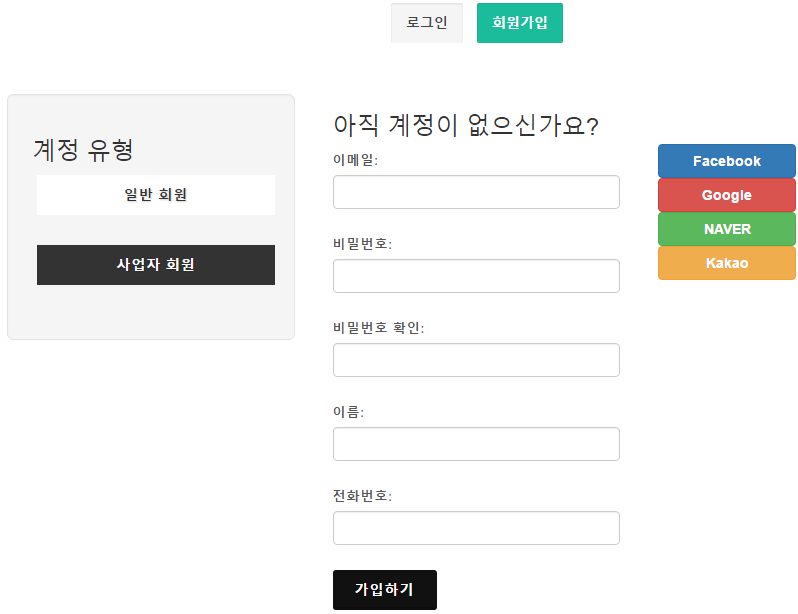 로그인
회원가입
계정 유형
일반 회원
사업자 회원
아직 계정이 없으신가요?
이메일:
비밀번호:
비밀번호 확인:
이름:
전화번호:
가입하기
Facebook
Google
NAVER
Kakao